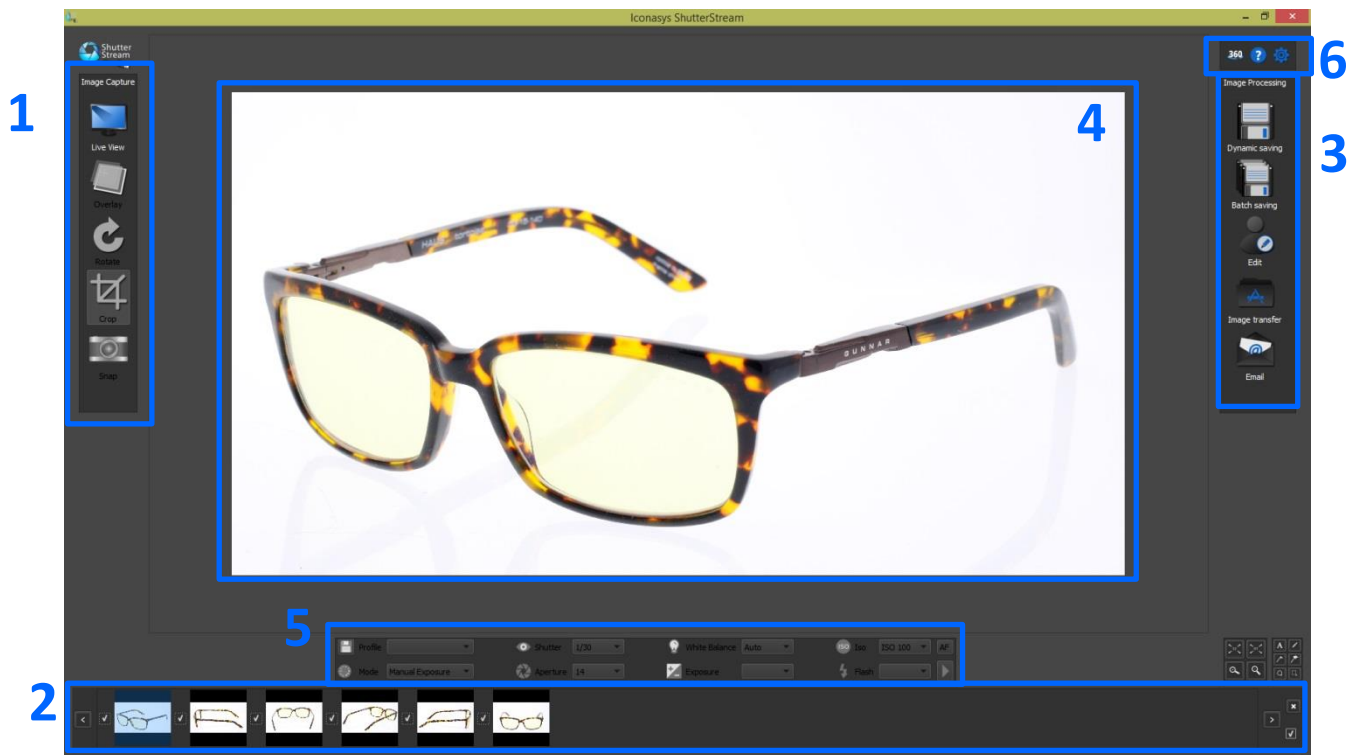 Iconasys ShutterStream
Shutter
Stream
360
?
6
Image Capture
Image Processing
1
4
3
Live View
Dynamic saving
Overlay
Batch saving
Rotate
Edit
Crop
Image transfer
GUNNAR
@
Snap
Email
5
Profile
Shutter 1/30
White Balance Auto
ISO Iso ISO 100 AF
Mode Manual Exposure
Aperture 14
Exposure
Flash
2